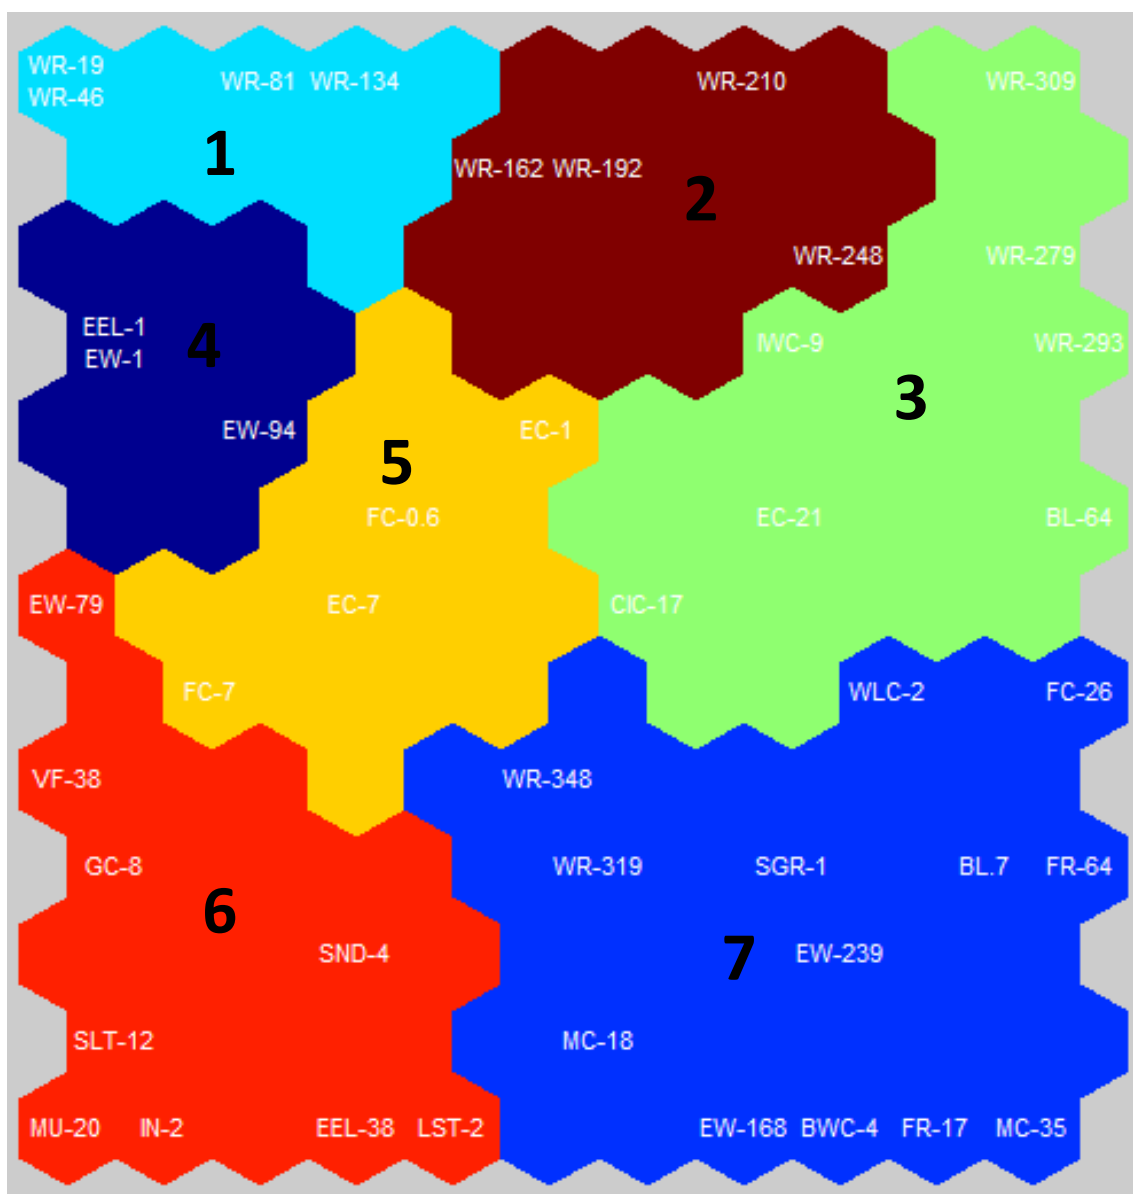 WR-19
WR-46
WR-81 WR-134
WR-210
WR-309
1
WR-162 WR-192
2
WR-248
WR-279
EEL-1
EW-1
4
IWC-9
WR-293
3
EW-94
EC-1
5
FC-0.6
EC-21
BL-64
EW-79
EC-7
CIC-17
FC-7
WLC-2
FC-26
VF-38
WR-348
GC-8
WR-319
SGR-1
BL.7
FR-64
6
SND-4
7
EW-239
SLT-12
MC-18
MU-20
IN-2
EEL-38
LST-2
EW-168
BWC-4
FR-17
MC-35